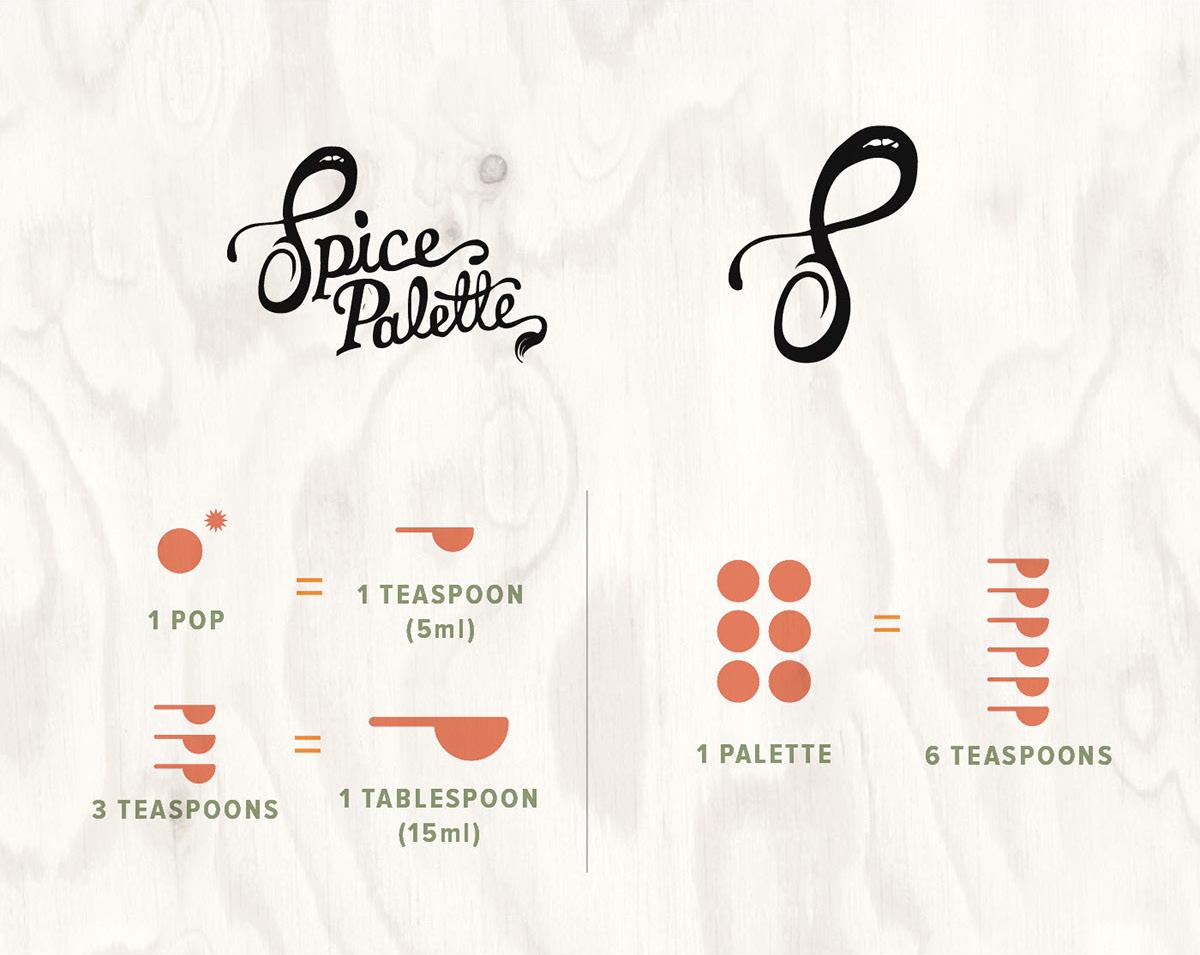 Spice
Palette
S
1 POP
=
1 TEASPOON
(5ml)
3 TEASPOONS
=
1 TABLESPOON
(15ml)
1 PALETTE
=
6 TEASPOONS